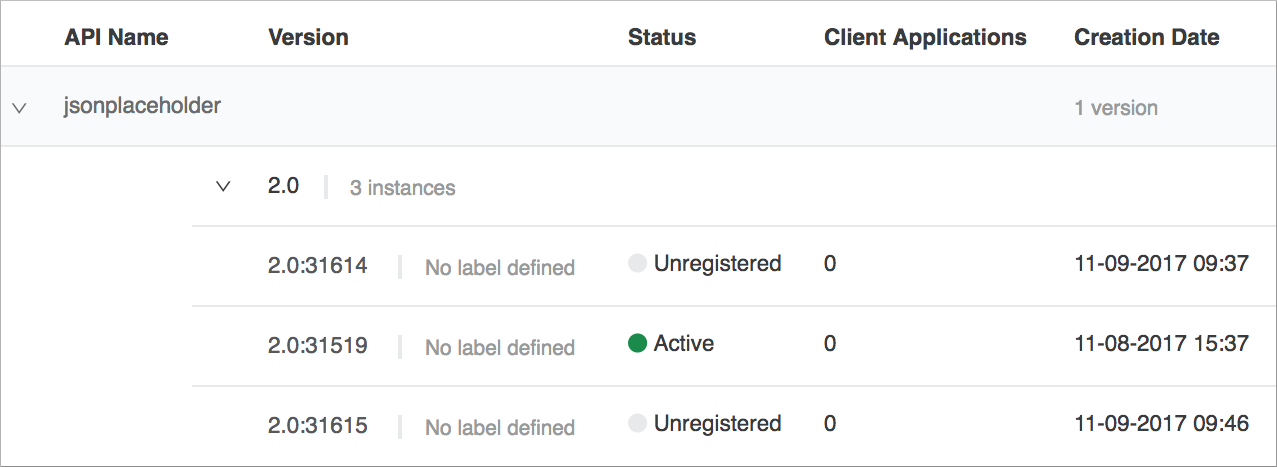 API Name Version Status Client Applications Creation Date
jsonplaceholder 1 version
2.0 3 instances
2.0:31614 No label defined Unregistered 0 11-09-2017 09:37
2.0:31519 No label defined Active 0 11-08-2017 15:37
2.0:31615 No label defined Unregistered 0 11-09-2017 09:46